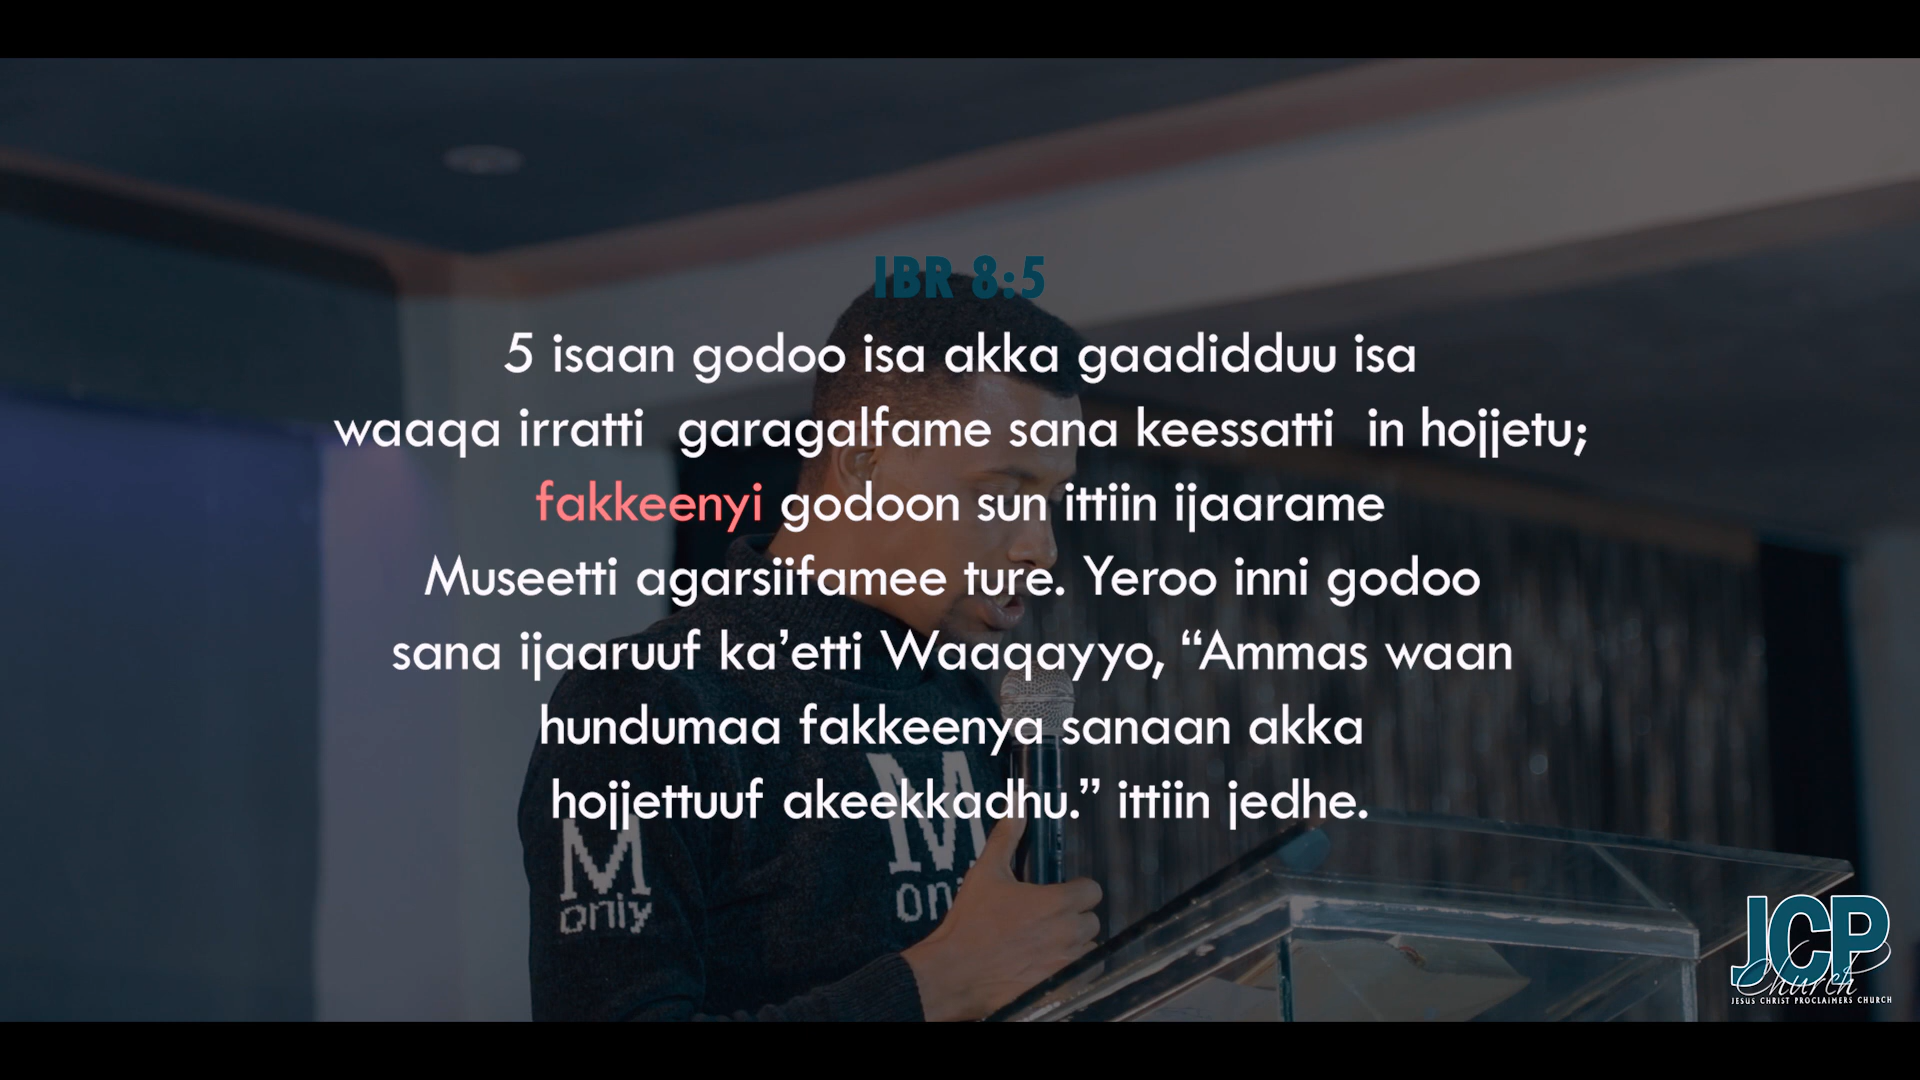 IBR 8:5
5 isaan godoo isa akka gaadidduu isa
waaqa irratti garagalfame sana keessatti in hojjetu;
fakkeenyi godoon sun ittiin ijaarame
Museetti agarsiifamee ture. Yeroo inni godoo
sana ijaaruuf ka’etti Waaqayyo, “Ammas waan
hundumaa fakkeenya sanaan akka
hojjettuuf akeekkadhu.” ittiin jedhe.
M
oniy
M
oni
JCP
Church
JESUS CHRIST PROCLAIMERS CHURCH